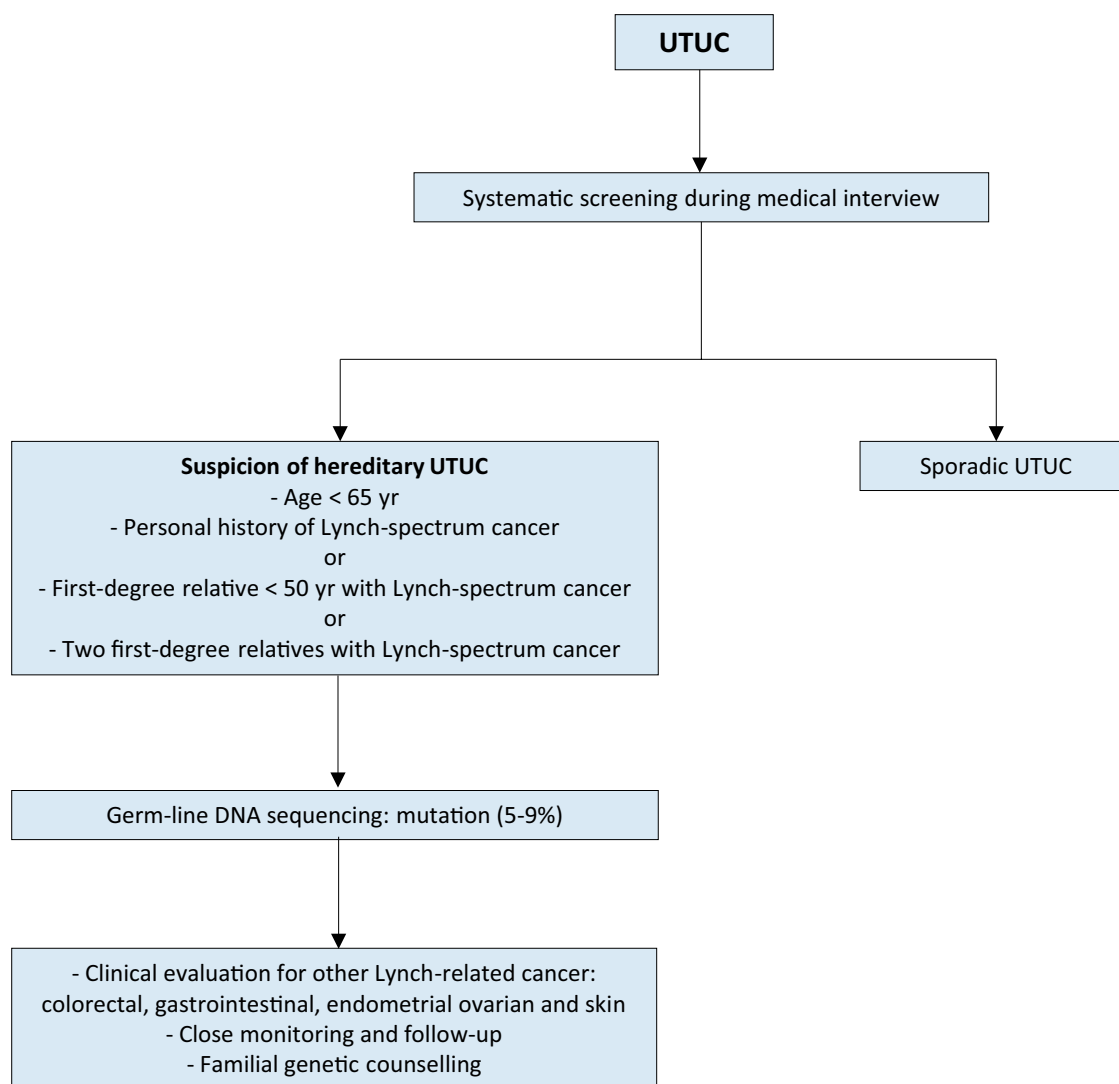 UTUC
Systematic screening during medical interview
Suspicion of hereditary UTUC
- Age < 65 yr
- Personal history of Lynch-spectrum cancer
or
- First-degree relative < 50 yr with Lynch-spectrum cancer
or
- Two first-degree relatives with Lynch-spectrum cancer
Sporadic UTUC
Germ-line DNA sequencing: mutation (5-9%)
- Clinical evaluation for other Lynch-related cancer:
colorectal, gastrointestinal, endometrial ovarian and skin
- Close monitoring and follow-up
- Familial genetic counselling